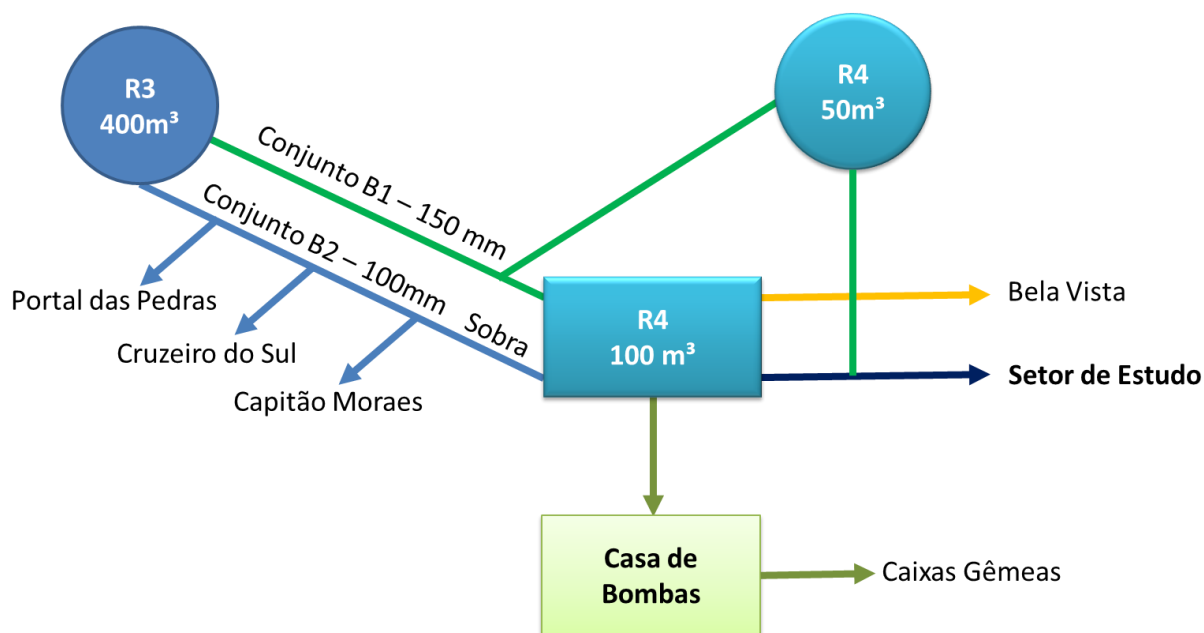 R3
400m³
R4
50m³
Conjunto B1 – 150 mm
Conjunto B2 – 100mm
Sobra
Portal das Pedras
Cruzeiro do Sul
Capitão Moraes
R4
100 m³
Bela Vista
Setor de Estudo
Casa de
Bombas
Caixas Gêmeas